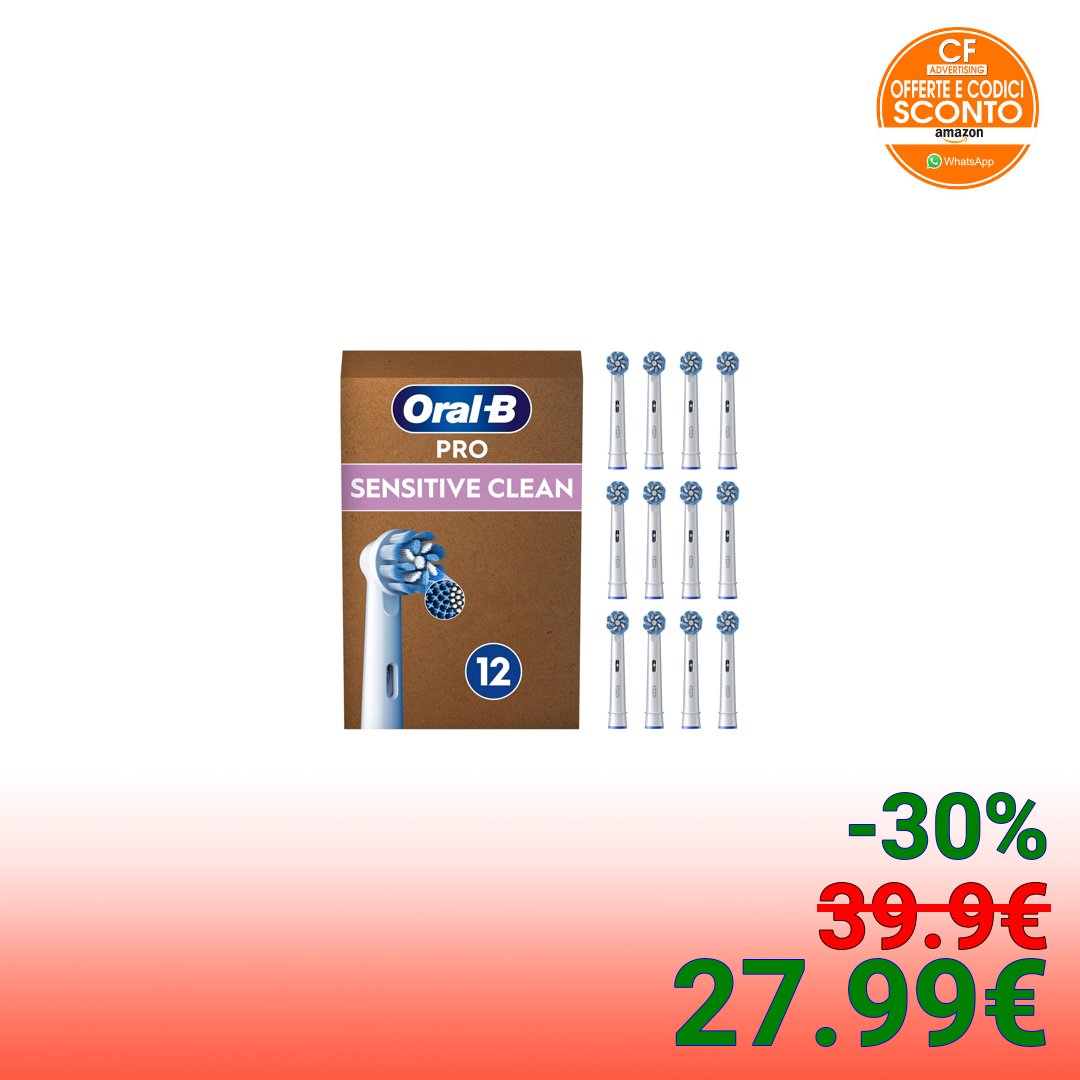 CF
ADVERTISING
OFFERTE E CODICI
SCONTO
amazon
WhatsApp
Oral-B
PRO
SENSITIVE CLEAN
12
-30%
39.9€
27.99€